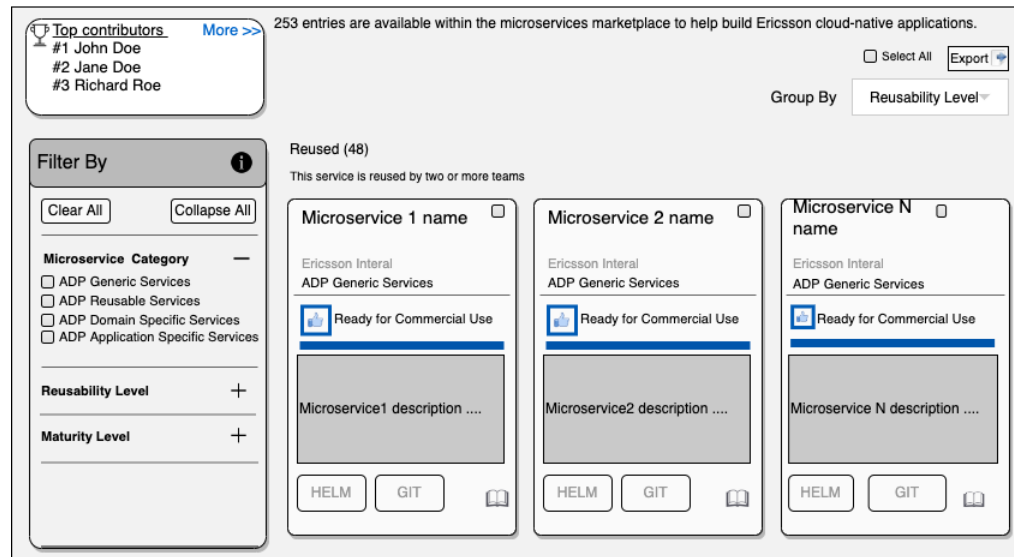 Top contributors More >>
#1 John Doe
#2 Jane Doe
#3 Richard Roe
253 entries are available within the microservices marketplace to help build Ericsson cloud-native applications.
Select All Export
Group By Reusability Level
Filter By
Clear All Collapse All
Microservice Category
ADP Generic Services
ADP Reusable Services
ADP Domain Specific Services
ADP Application Specific Services
Reusability Level
Maturity Level
Reused (48)
This service is reused by two or more teams
Microservice 1 name
Ericsson Interal
ADP Generic Services
Ready for Commercial Use
Microservice1 description ....
HELM GIT
Microservice 2 name
Ericsson Interal
ADP Generic Services
Ready for Commercial Use
Microservice2 description ....
HELM GIT
Microservice N
name
Ericsson Interal
ADP Generic Services
Ready for Commercial Use
Microservice N description ....
HELM GIT